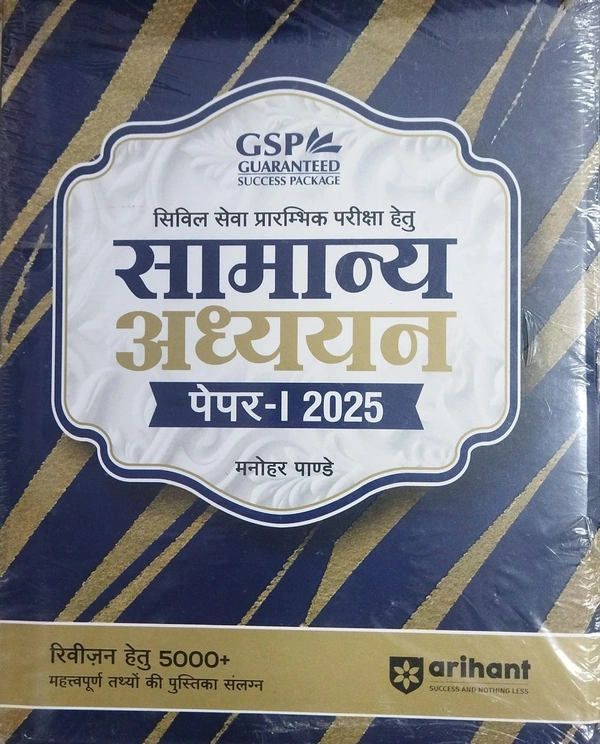 GSP
GUARANTEED
SUCCESS PACKAGE
सिविल सेवा प्रारम्भिक परीक्षा हेतु
सामान्य
अध्ययन
पेपर-I 2025
मनोहर पाण्डे
रिवीज़न हेतु 5000+
महत्त्वपूर्ण तथ्यों की पुस्तिका संलग्न
arihant
SUCCESS AND NOTHING LESS